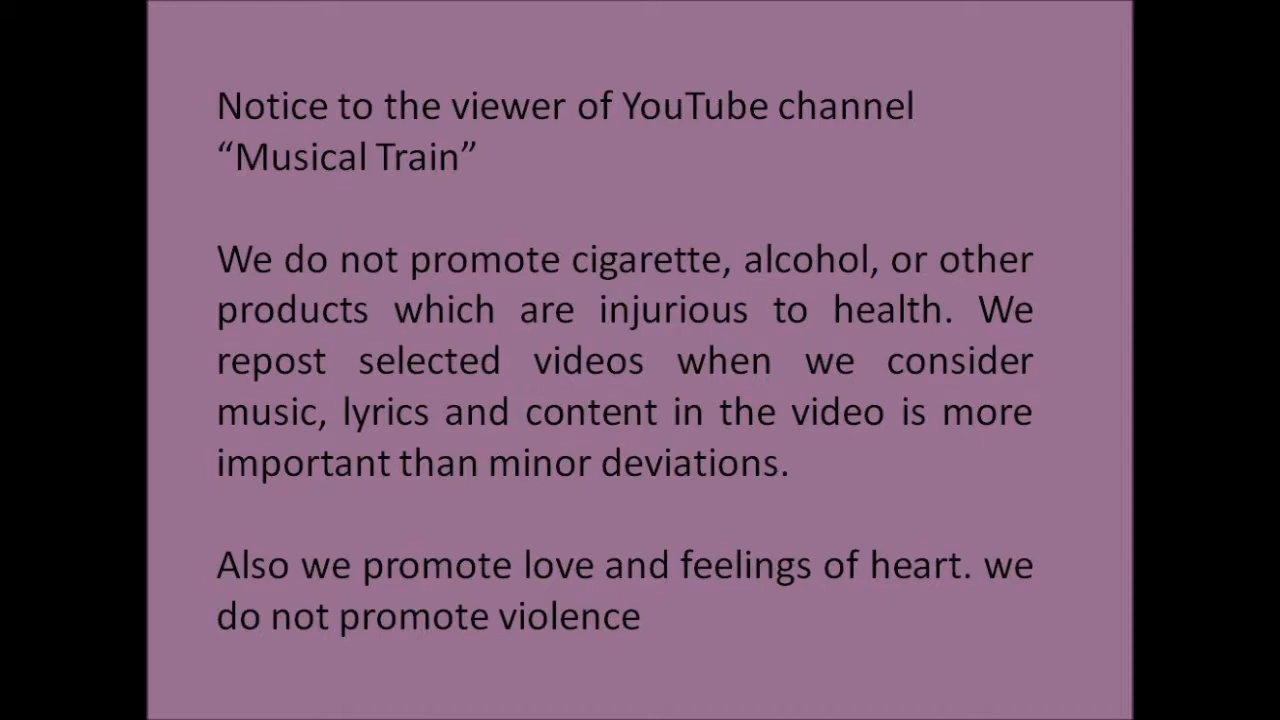 Notice to the viewer of YouTube channel
“Musical Train”
We do not promote cigarette, alcohol, or other
products which are injurious to health. We
repost selected videos when we consider
music, lyrics and content in the video is more
important than minor deviations.
Also we promote love and feelings of heart. we
do not promote violence